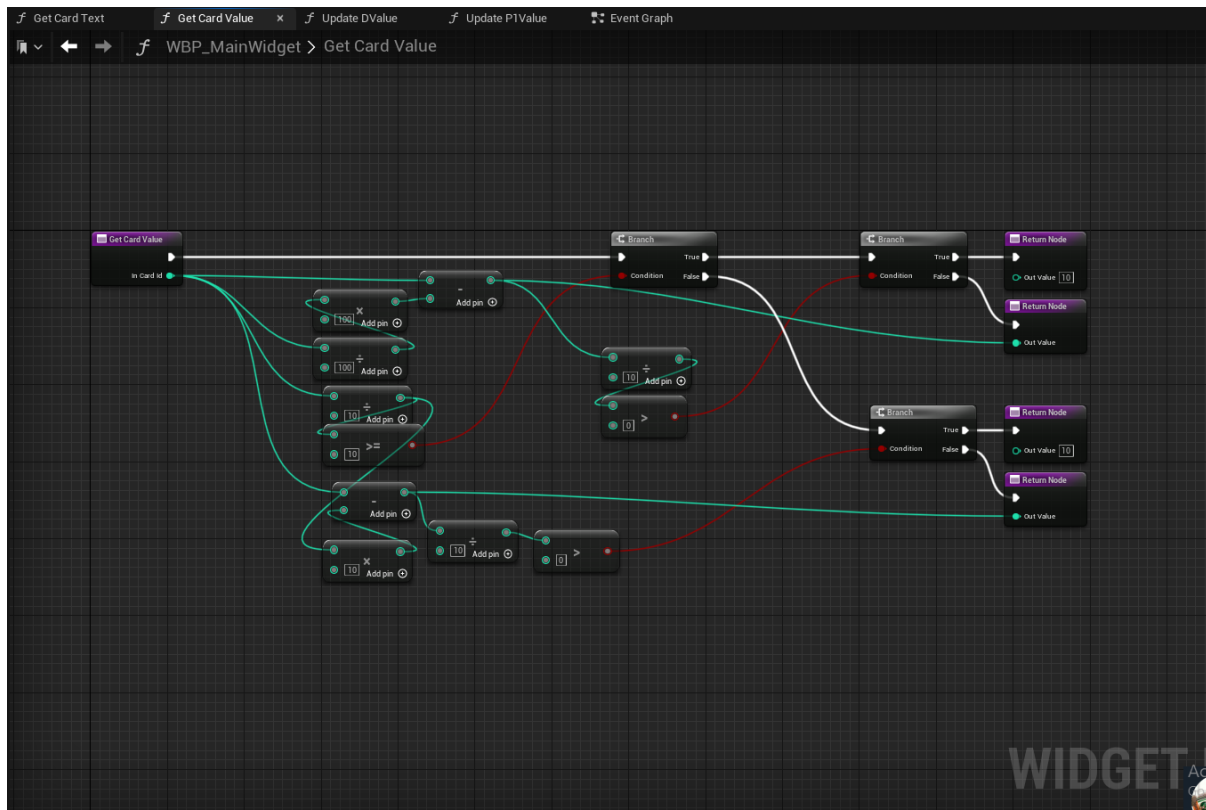 Get Card Text
Get Card Value ×
Update DValue
Update P1Value
Event Graph
WBP_MainWidget > Get Card Value
Get Card Value
In Card Id
-
Add pin
×
100
Add pin
÷
100
Add pin
÷
10
Add pin
>=
10
-
Add pin
×
10
Add pin
÷
10
Add pin
>
0
÷
10
Add pin
>
0
Branch
True
Condition
False
Branch
True
Condition
False
Return Node
Out Value 10
Return Node
Out Value
Branch
True
Condition
False
Return Node
Out Value 10
Return Node
Out Value
WIDGET